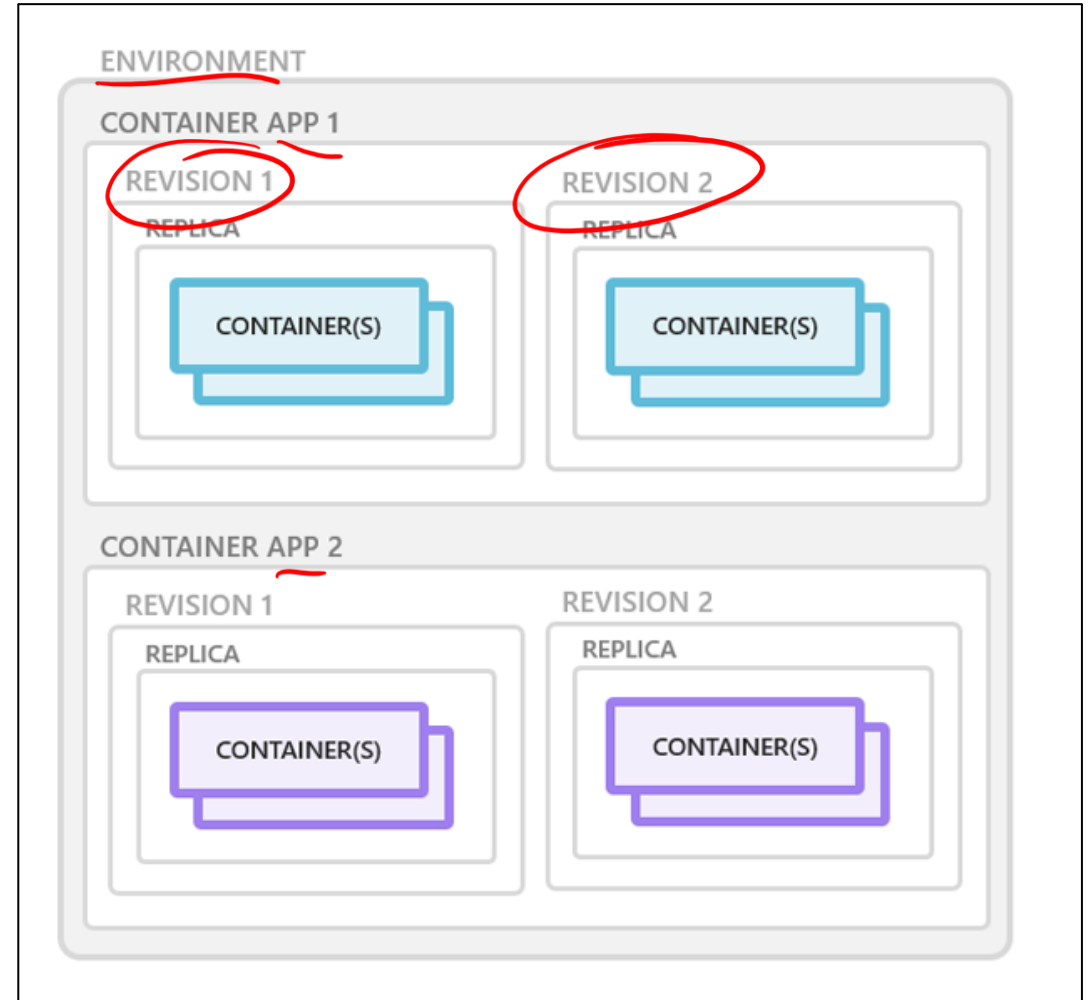 ENVIRONMENT
CONTAINER APP 1
REVISION 1
REVISION 2
REPLICA
REPLICA
CONTAINER(S)
CONTAINER(S)
CONTAINER APP 2
REVISION 1
REVISION 2
REPLICA
REPLICA
CONTAINER(S)
CONTAINER(S)